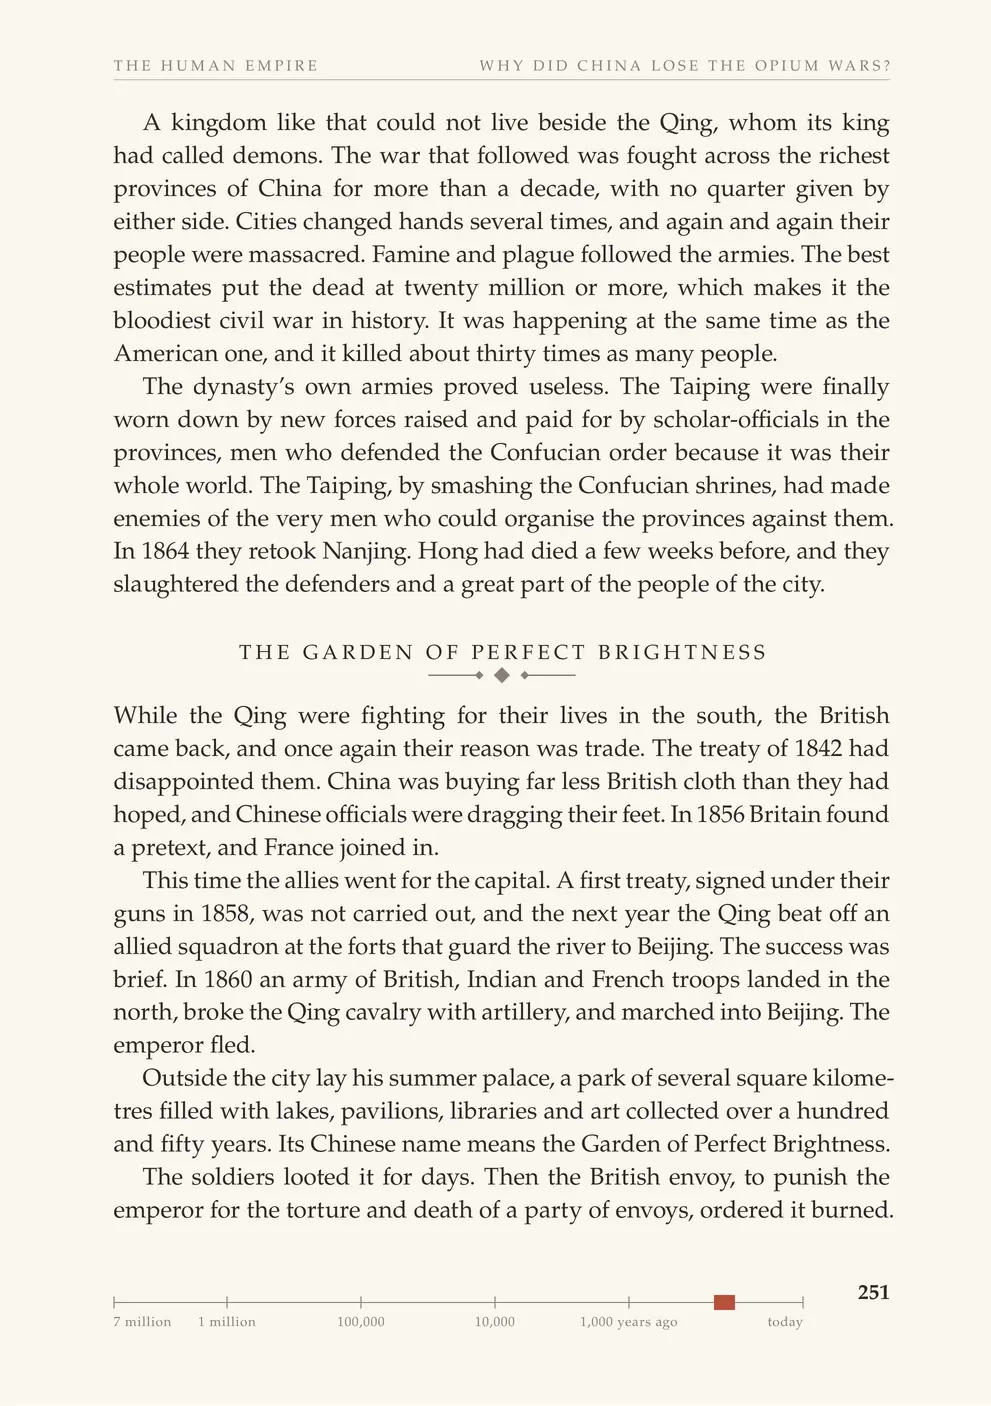 THE HUMAN EMPIRE
WHY DID CHINA LOSE THE OPIUM WARS?
A kingdom like that could not live beside the Qing, whom its king
had called demons. The war that followed was fought across the richest
provinces of China for more than a decade, with no quarter given by
either side. Cities changed hands several times, and again and again their
people were massacred. Famine and plague followed the armies. The best
estimates put the dead at twenty million or more, which makes it the
bloodiest civil war in history. It was happening at the same time as the
American one, and it killed about thirty times as many people.
The dynasty’s own armies proved useless. The Taiping were finally
worn down by new forces raised and paid for by scholar-officials in the
provinces, men who defended the Confucian order because it was their
whole world. The Taiping, by smashing the Confucian shrines, had made
enemies of the very men who could organise the provinces against them.
In 1864 they retook Nanjing. Hong had died a few weeks before, and they
slaughtered the defenders and a great part of the people of the city.
THE GARDEN OF PERFECT BRIGHTNESS
While the Qing were fighting for their lives in the south, the British
came back, and once again their reason was trade. The treaty of 1842 had
disappointed them. China was buying far less British cloth than they had
hoped, and Chinese officials were dragging their feet. In 1856 Britain found
a pretext, and France joined in.
This time the allies went for the capital. A first treaty, signed under their
guns in 1858, was not carried out, and the next year the Qing beat off an
allied squadron at the forts that guard the river to Beijing. The success was
brief. In 1860 an army of British, Indian and French troops landed in the
north, broke the Qing cavalry with artillery, and marched into Beijing. The
emperor fled.
Outside the city lay his summer palace, a park of several square kilome-
tres filled with lakes, pavilions, libraries and art collected over a hundred
and fifty years. Its Chinese name means the Garden of Perfect Brightness.
The soldiers looted it for days. Then the British envoy, to punish the
emperor for the torture and death of a party of envoys, ordered it burned.
251
7 million
1 million
100,000
10,000
1,000 years ago
today